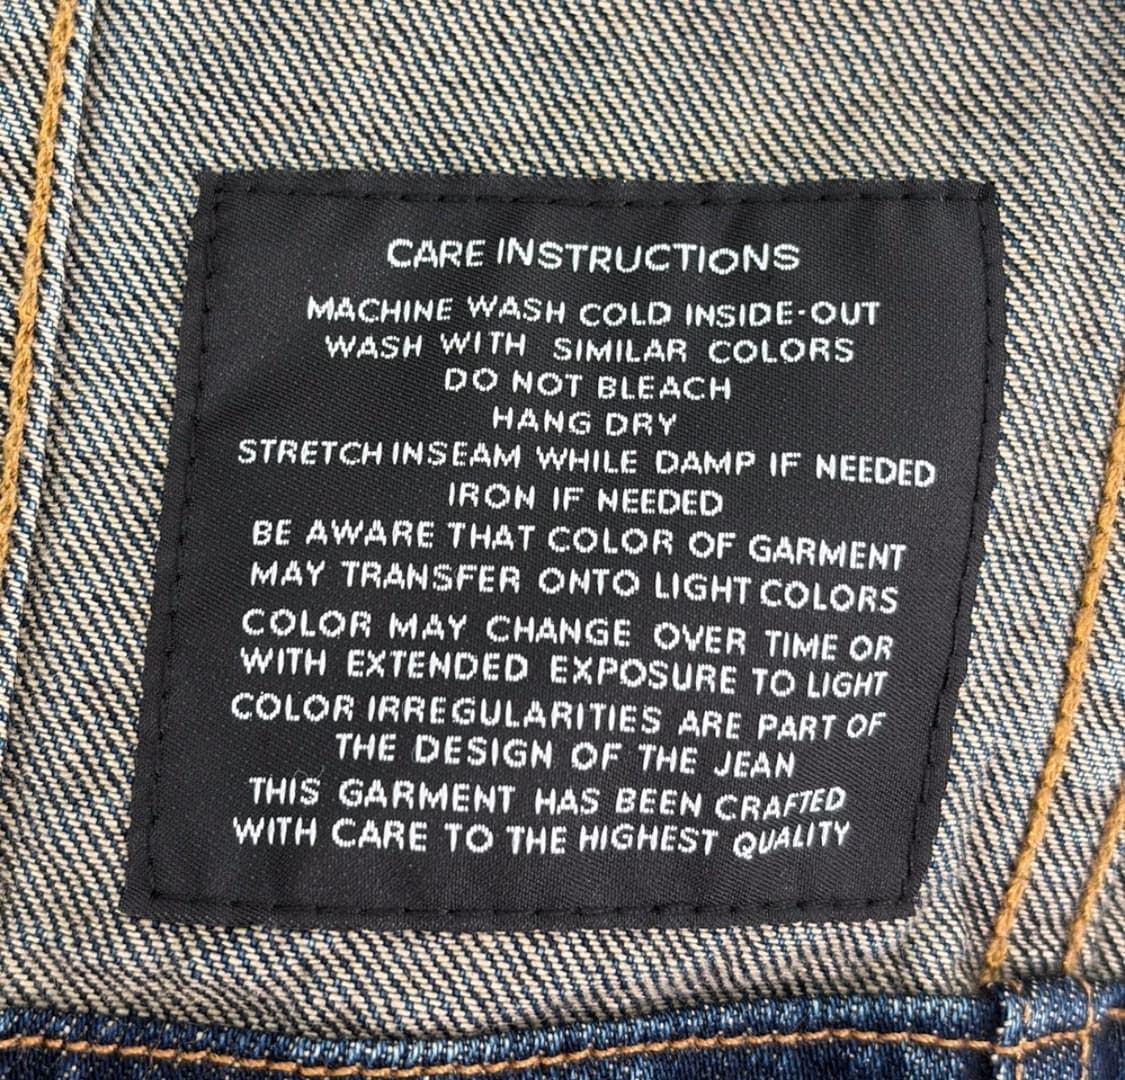 CARE INSTRUCTIONS
MACHINE WASH COLD INSIDE-OUT
WASH WITH SIMILAR COLORS
DO NOT BLEACH
HANG DRY
STRETCH INSEAM WHILE DAMP IF NEEDED
IRON IF NEEDED
BE AWARE THAT COLOR OF GARMENT
MAY TRANSFER ONTO LIGHT COLORS
COLOR MAY CHANGE OVER TIME OR
WITH EXTENDED EXPOSURE TO LIGHT
COLOR IRREGULARITIES ARE PART OF
THE DESIGN OF THE JEAN
THIS GARMENT HAS BEEN CRAFTED
WITH CARE TO THE HIGHEST QUALITY